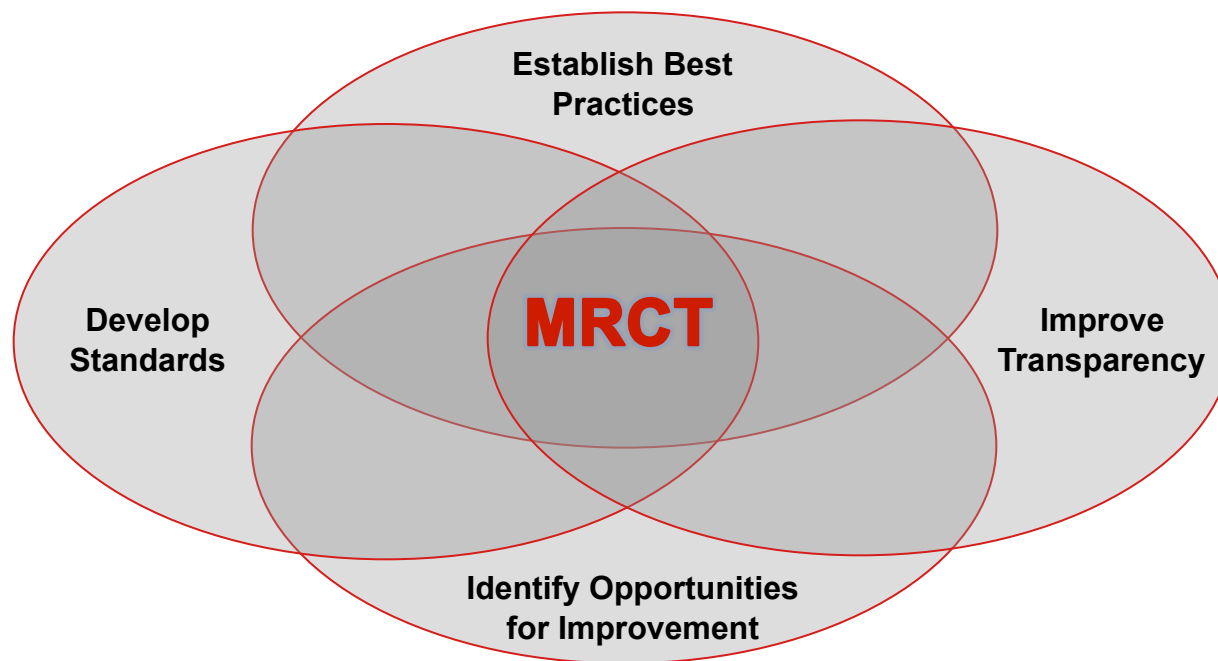 Establish Best
Practices
Develop
Standards
MRCT
Improve
Transparency
Identify Opportunities
for Improvement